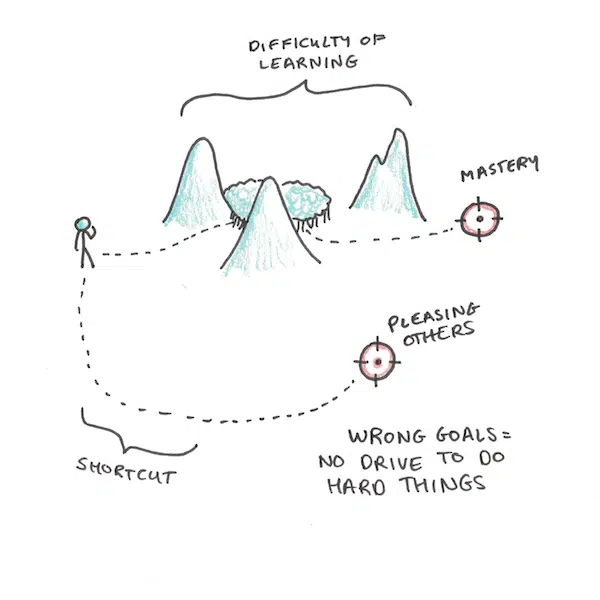 DIFFICULTY OF
LEARNING
MASTERY
PLEASING
OTHERS
SHORTCUT
WRONG GOALS =
NO DRIVE TO DO
HARD THINGS